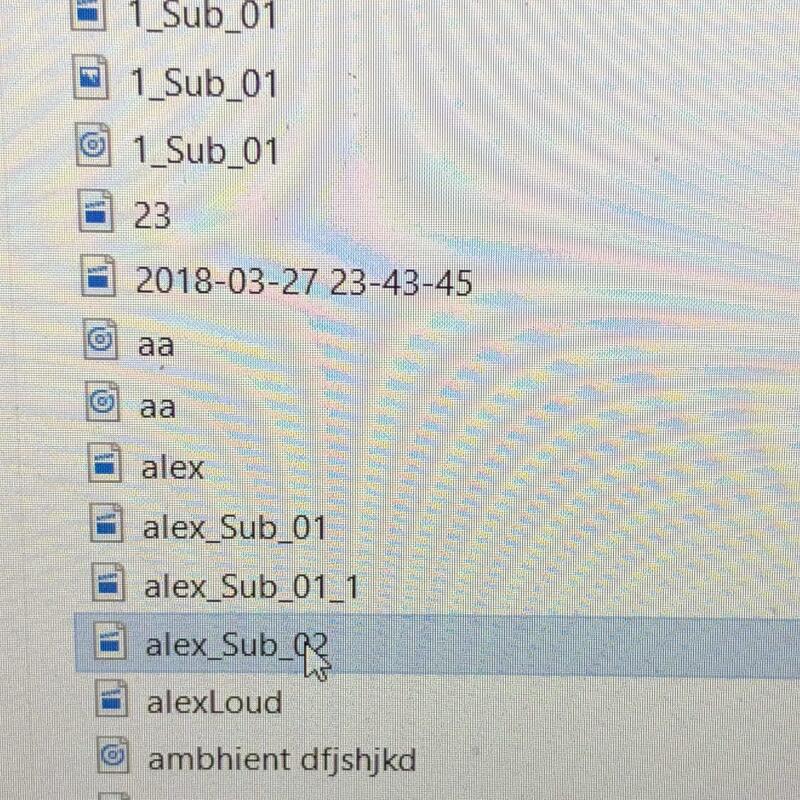 1_Sub_01
1_Sub_01
1_Sub_01
23
2018-03-27 23-43-45
aa
aa
alex
alex_Sub_01
alex_Sub_01_1
alex_Sub_02
alexLoud
ambhient dfjshjkd